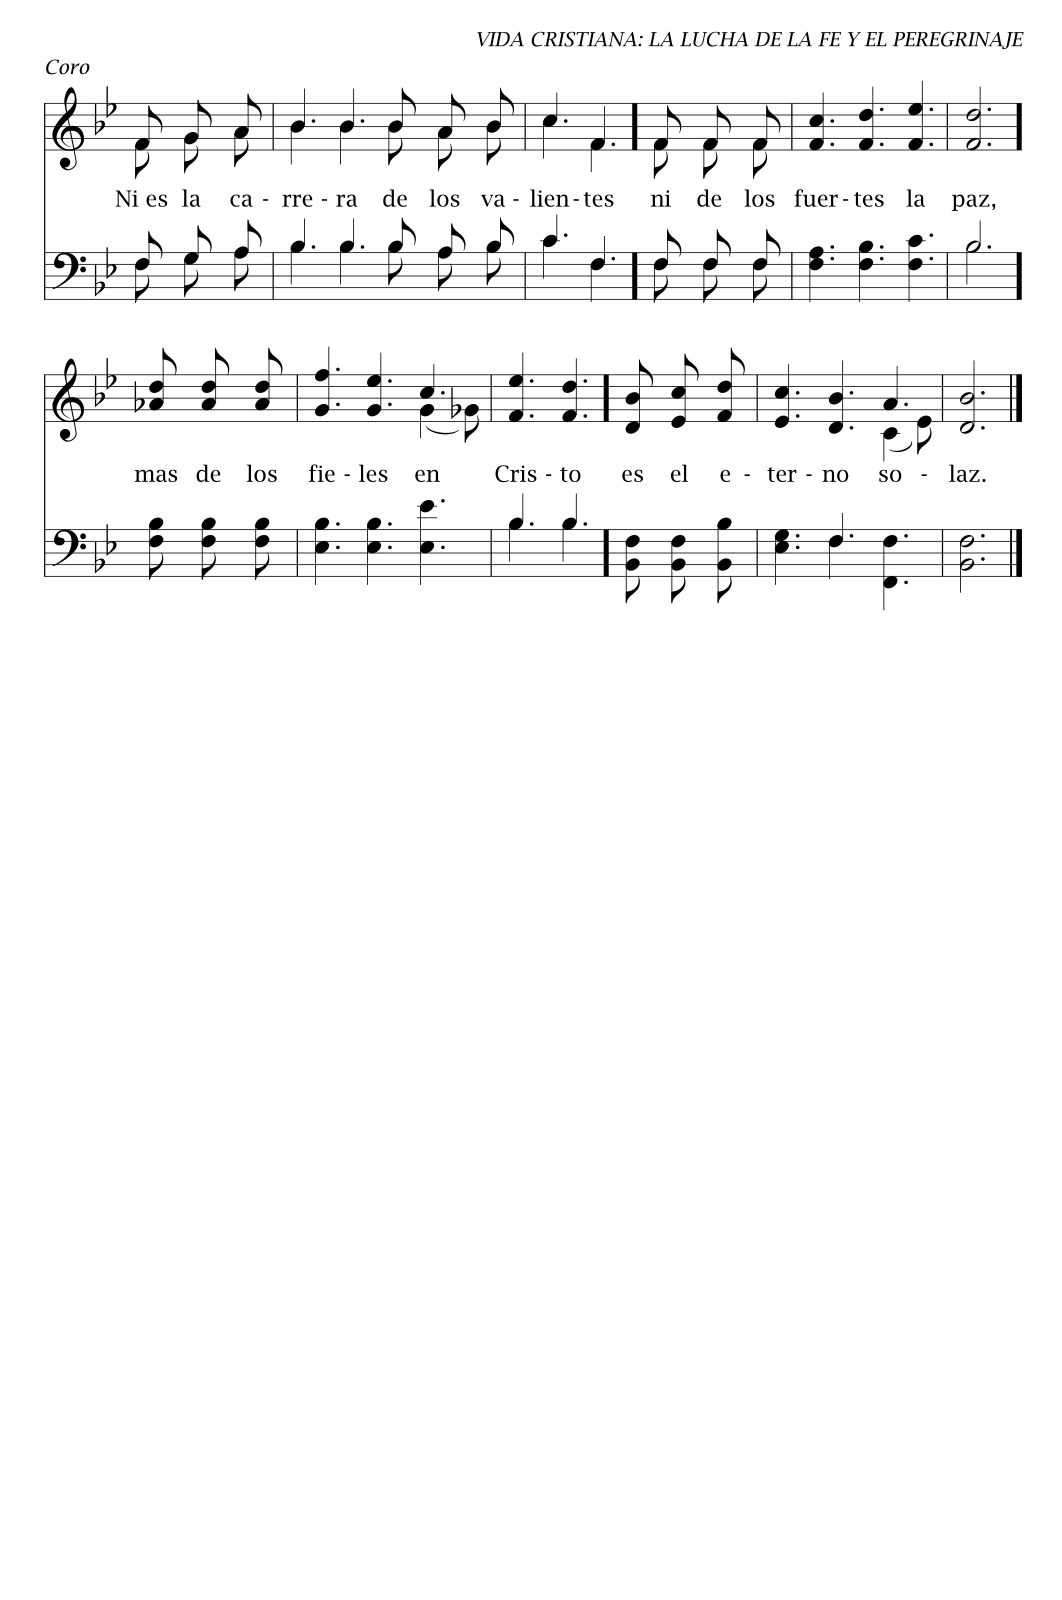 VIDA CRISTIANA: LA LUCHA DE LA FE Y EL PEREGRINAJE
Coro
Ni es la ca - rre - ra de los va - lien - tes ni de los fuer - tes la paz,
mas de los fie - les en Cris - to es el e - ter - no so - laz.